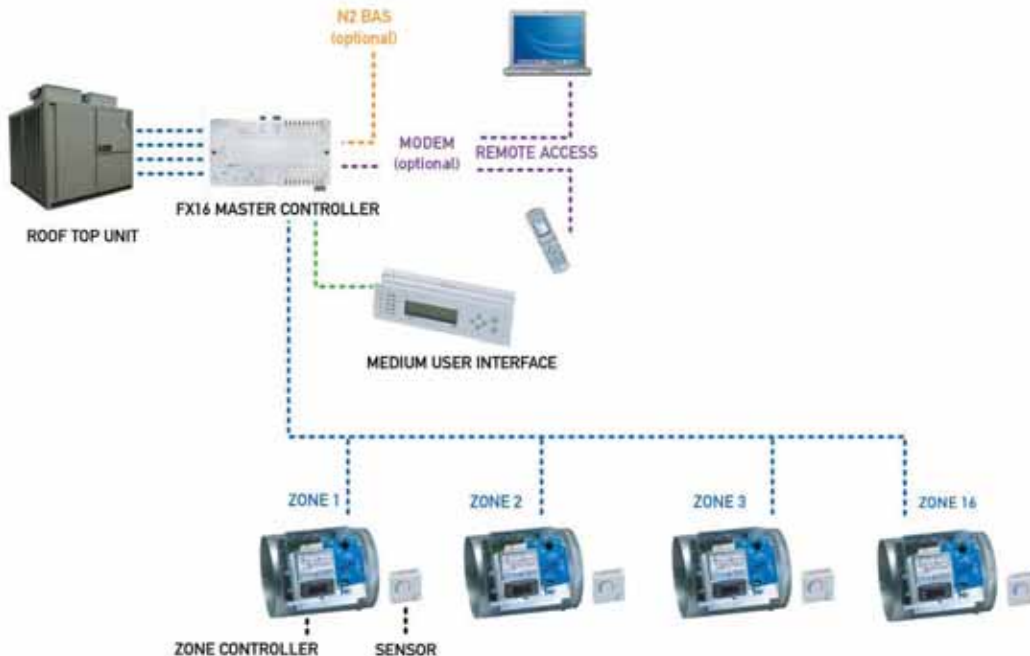 N2 BAS
(optional)
MODEM
(optional)
REMOTE ACCESS
FX16 MASTER CONTROLLER
ROOF TOP UNIT
MEDIUM USER INTERFACE
ZONE 1
ZONE 2
ZONE 3
ZONE 16
ZONE CONTROLLER
SENSOR